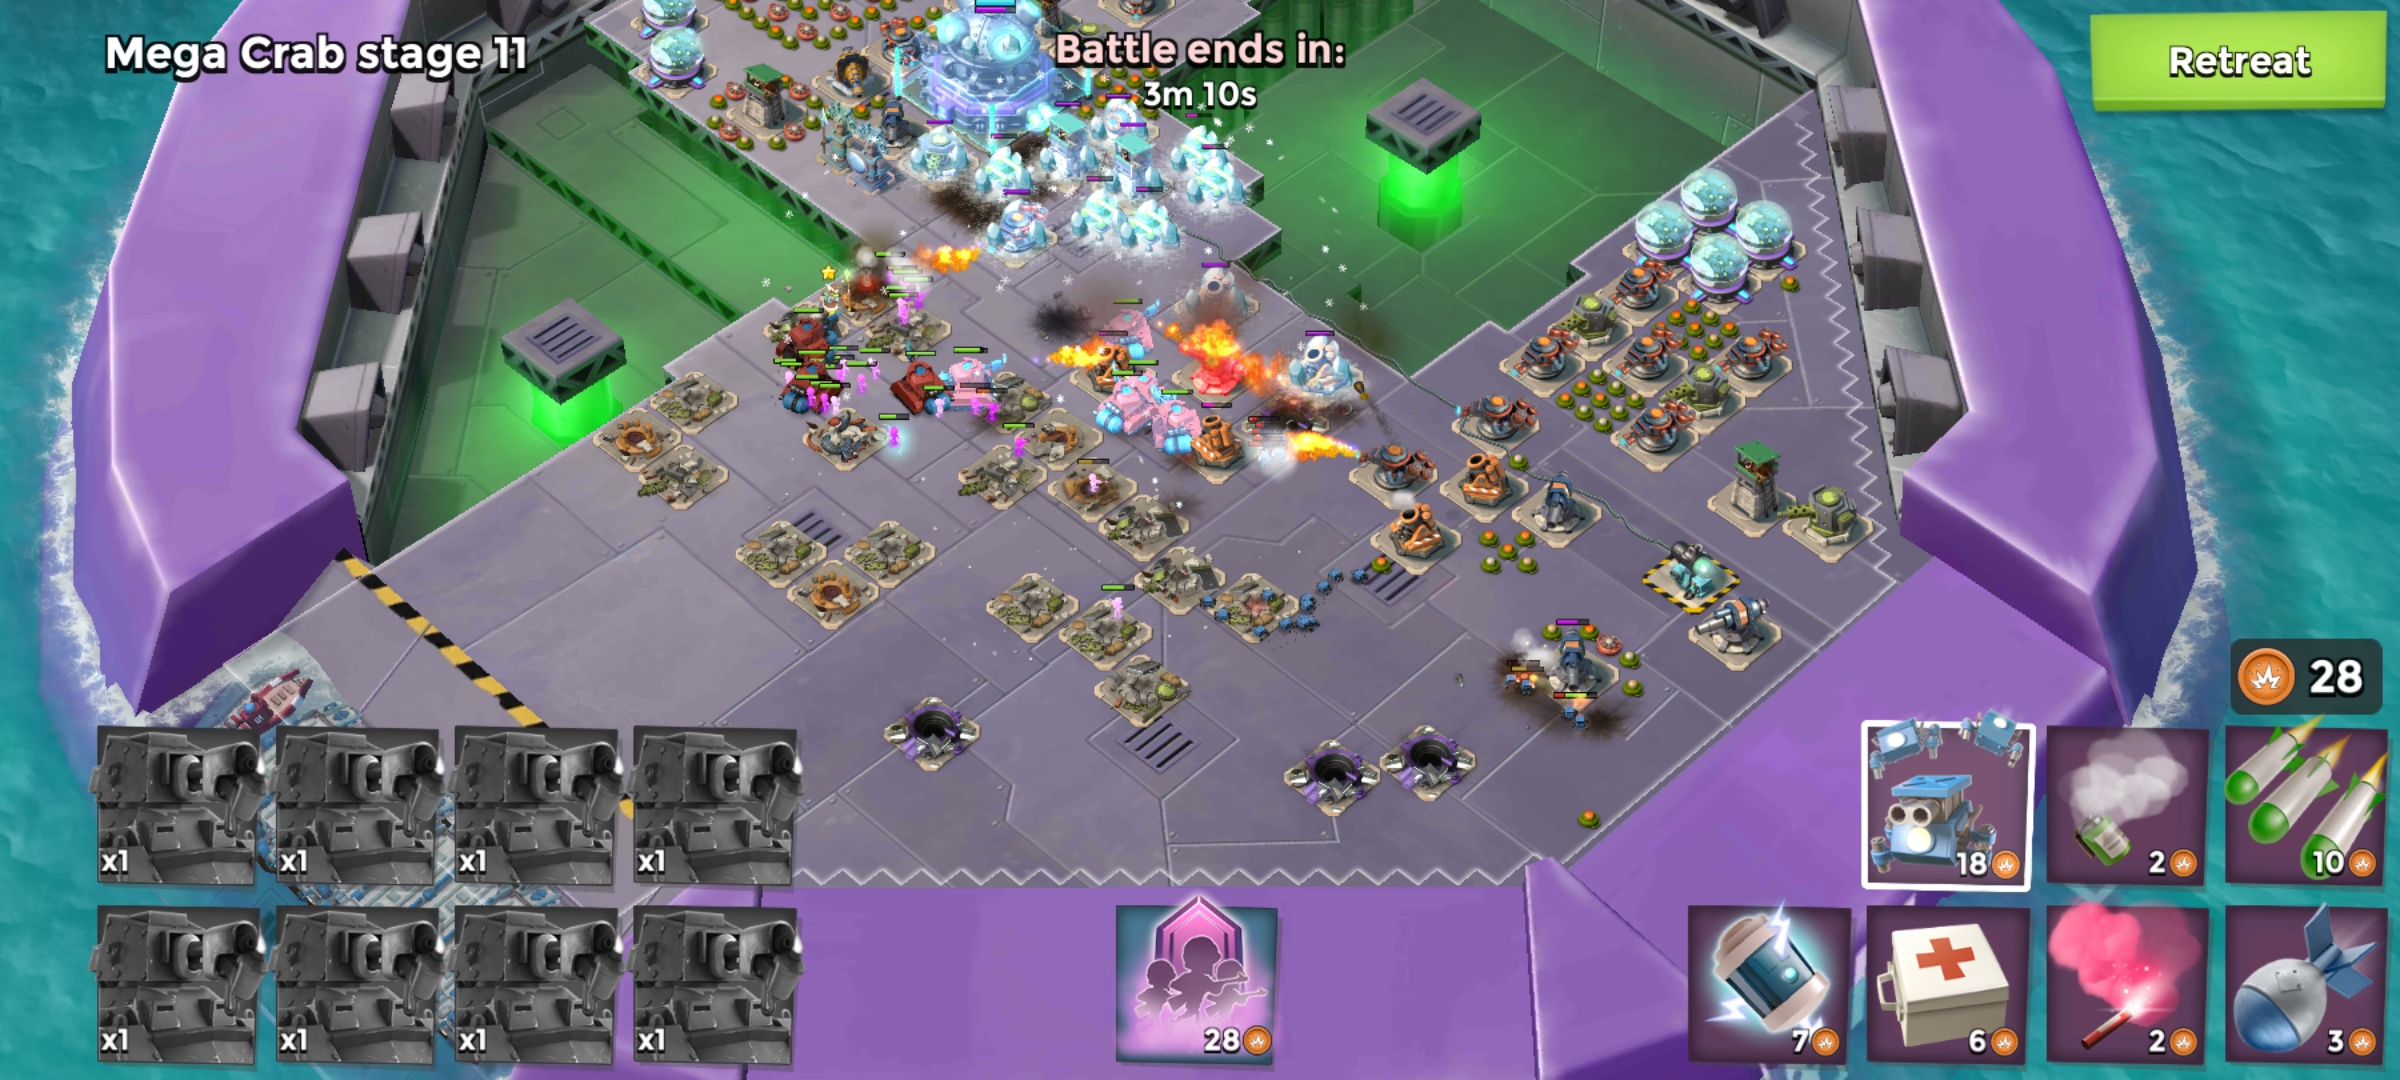 Mega Crab stage 11
Battle ends in:
3m 10s
Retreat
28
18
2
10
x1
x1
x1
x1
7
6
2
3
x1
x1
x1
x1
28